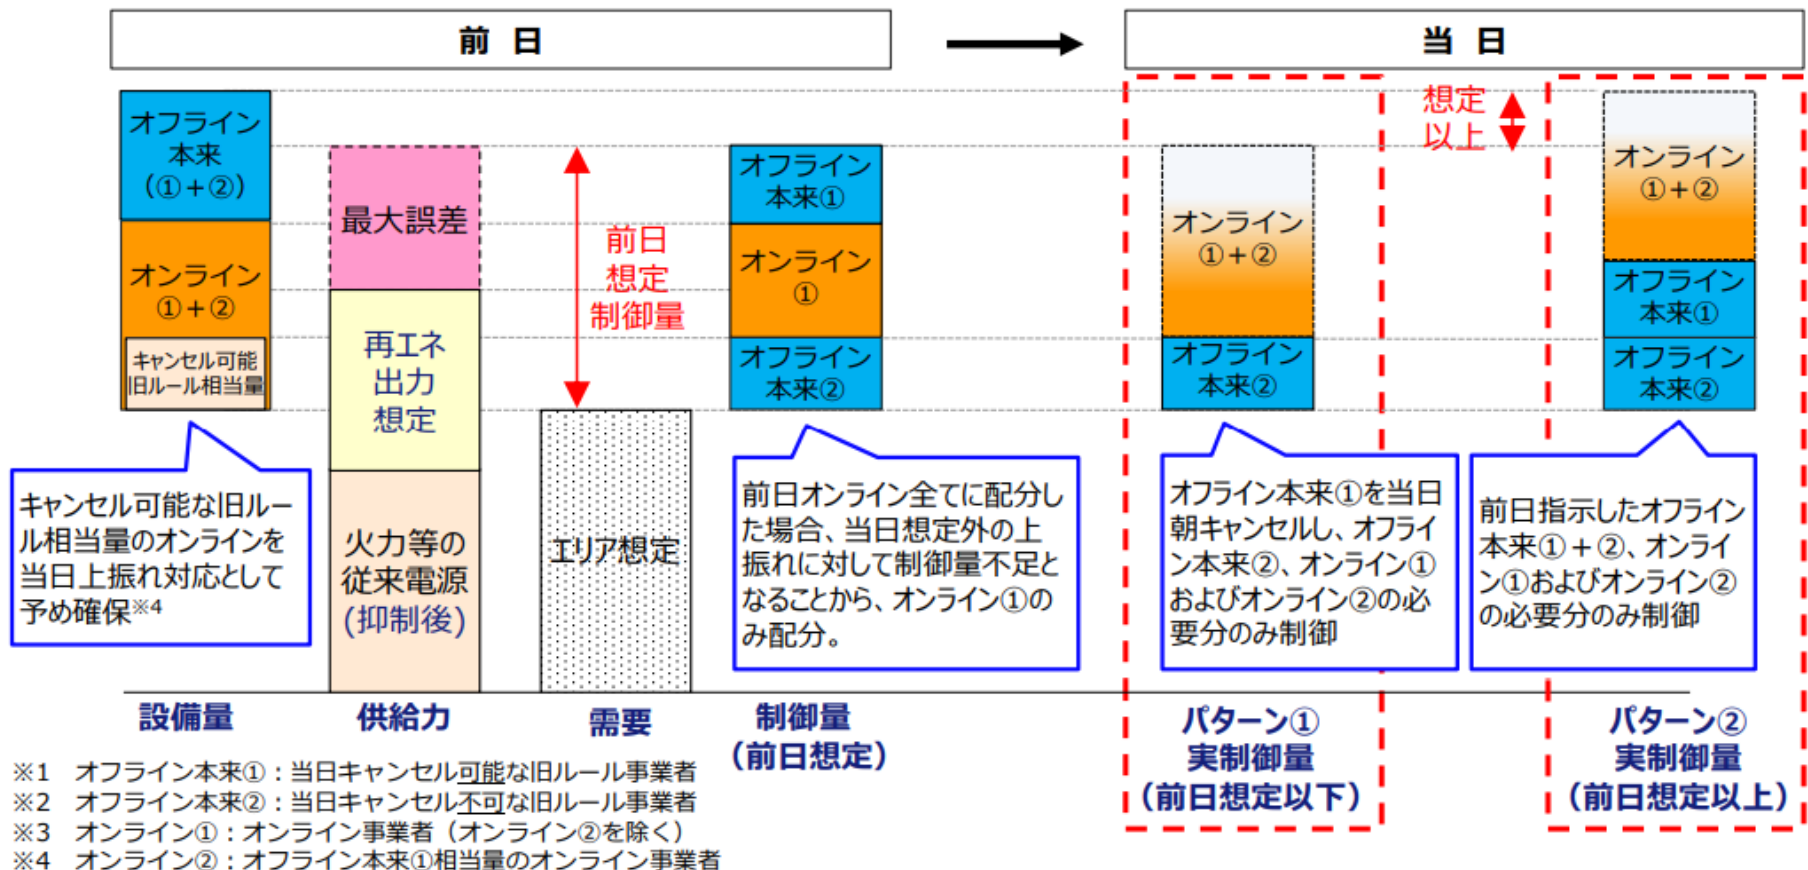 前 日
当 日
オフライン
本来
(①+②)
オンライン
①+②
キャンセル可能
旧ルール相当量
最大誤差
再エネ
出力
想定
火力等の
従来電源
(抑制後)
前日
想定
制御量
エリア想定
オフライン
本来①
オンライン
①
オフライン
本来②
オンライン
①+②
オフライン
本来②
想定
以上
オンライン
①+②
オフライン
本来①
オフライン
本来②
キャンセル可能な旧ルー
ル相当量のオンラインを
当日上振れ対応として
予め確保※4
前日オンライン全てに配分し
た場合、当日想定外の上
振れに対して制御量不足と
なることから、オンライン①の
み配分。
オフライン本来①を当日
朝キャンセルし、オフライ
ン本来②、オンライン①
およびオンライン②の必
要分のみ制御
前日指示したオフライン
本来①+②、オンライ
ン①およびオンライン②
の必要分のみ制御
設備量
供給力
需要
制御量
(前日想定)
パターン①
実制御量
(前日想定以下)
パターン②
実制御量
(前日想定以上)
※1 オフライン本来①:当日キャンセル可能な旧ルール事業者
※2 オフライン本来②:当日キャンセル不可な旧ルール事業者
※3 オンライン①:オンライン事業者(オンライン②を除く)
※4 オンライン②:オフライン本来①相当量のオンライン事業者